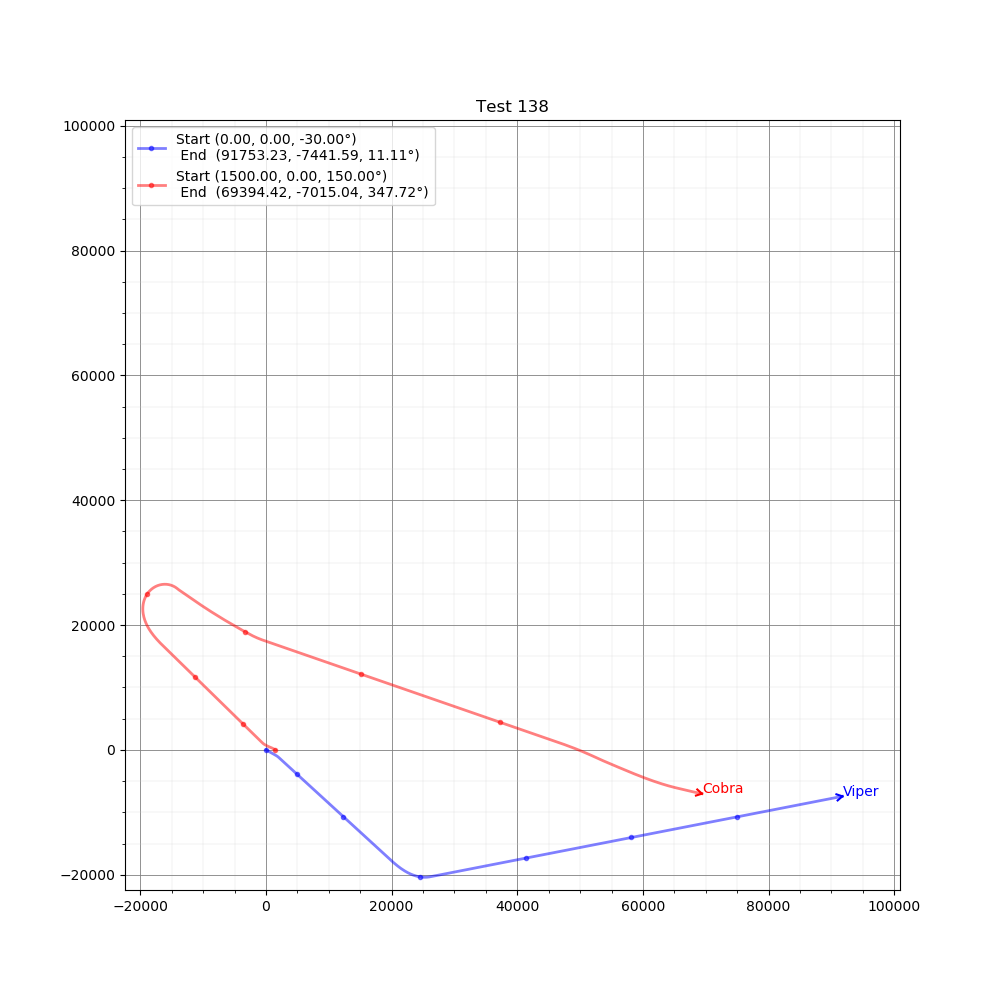 Test 138
Start (0.00, 0.00, -30.00°)
End  (91753.23, -7441.59, 11.11°)
Start (1500.00, 0.00, 150.00°)
End  (69394.42, -7015.04, 347.72°)
100000
80000
60000
40000
20000
0
−20000
Cobra
Viper
−20000
0
20000
40000
60000
80000
100000